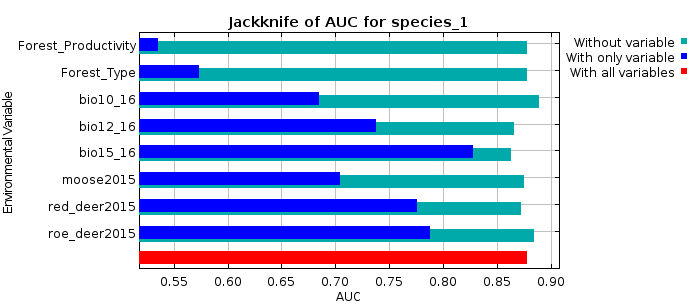 Jackknife of AUC for species_1
Environmental Variable
Forest_Productivity
Forest_Type
bio10_16
bio12_16
bio15_16
moose2015
red_deer2015
roe_deer2015
0.55 0.60 0.65 0.70 0.75 0.80 0.85 0.90
AUC
Without variable
With only variable
With all variables